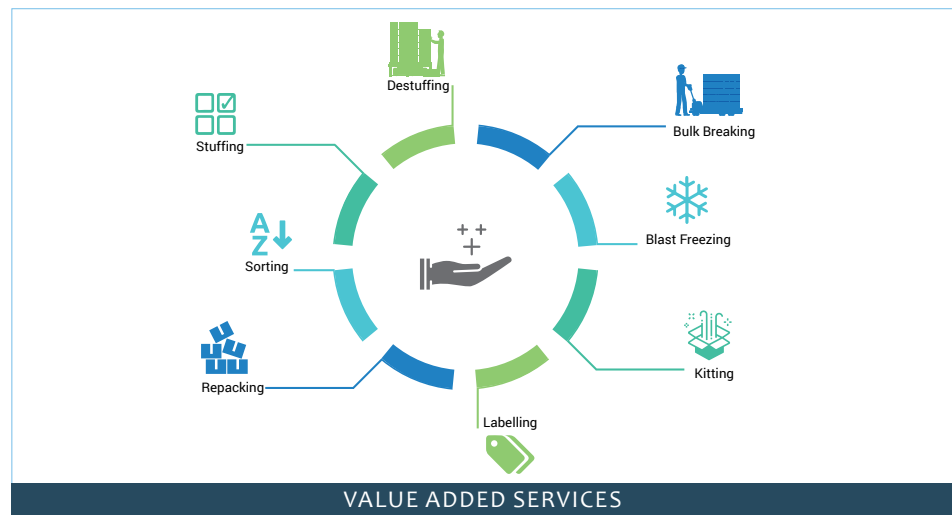 Destuffing
Bulk Breaking
Stuffing
A
Z
Blast Freezing
Sorting
Kitting
Repacking
Labelling
VALUE ADDED SERVICES